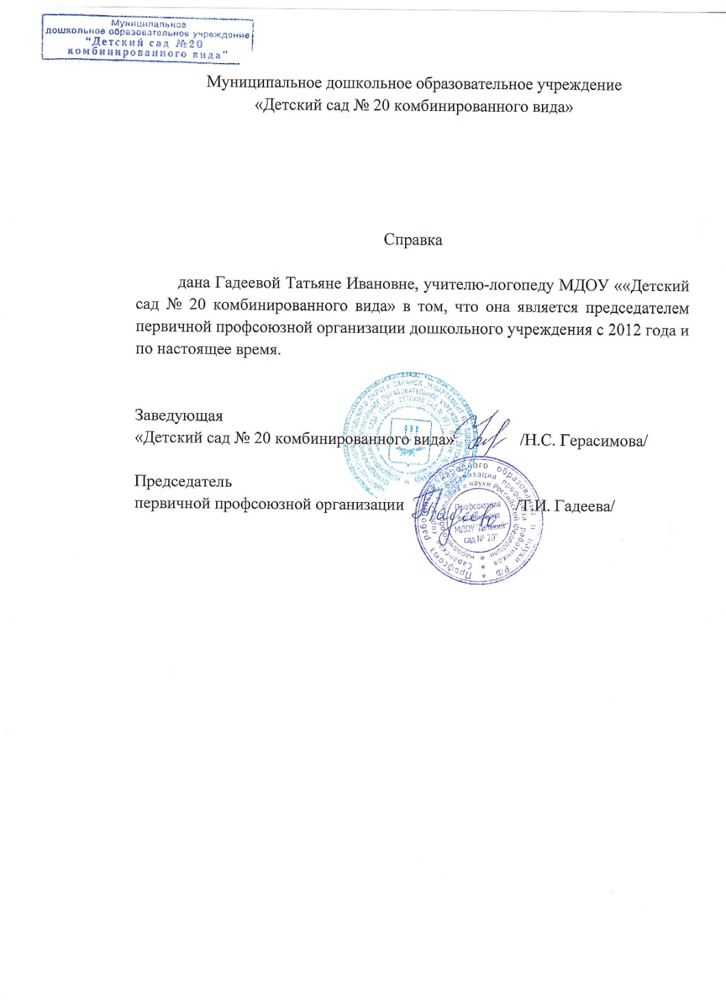 Муниципальное
дошкольное образовательное учреждение
"Детский сад №20
комбинированного вида"
Муниципальное дошкольное образовательное учреждение
«Детский сад № 20 комбинированного вида»
Справка
дана Гадеевой Татьяне Ивановне, учителю-логопеду МДОУ ««Детский
сад № 20 комбинированного вида» в том, что она является председателем
первичной профсоюзной организации дошкольного учреждения с 2012 года и
по настоящее время.
Заведующая
«Детский сад № 20 комбинированного вида» /Н.С. Герасимова/
Председатель
первичной профсоюзной организации /Т.И. Гадеева/
Профсоюзная
организация
МДОУ "Детский
сад № 20"